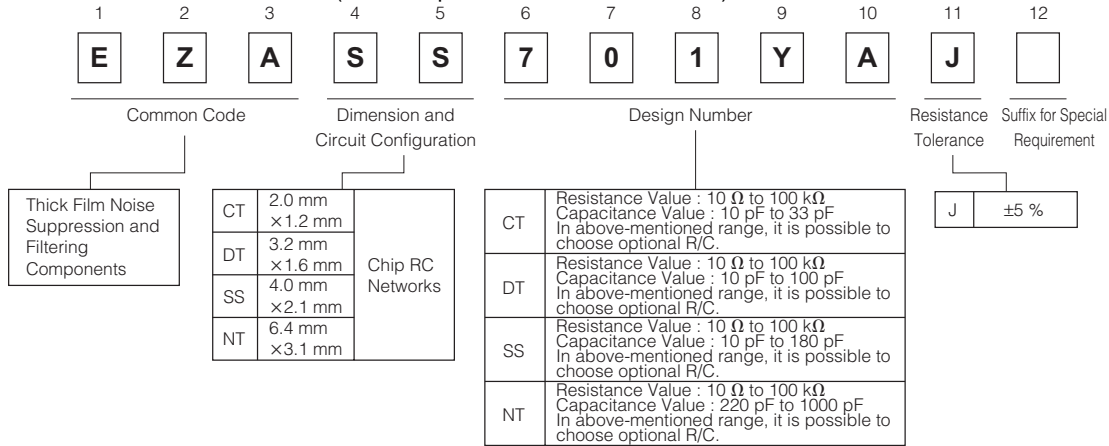 1 2 3 4 5 6 7 8 9 10 11 12
E Z A S S 7 0 1 Y A J
Common Code
Dimension and
Circuit Configuration
Design Number
Resistance
Tolerance
Suffix for Special
Requirement
Thick Film Noise
Suppression and
Filtering
Components
CT 2.0 mm
×1.2 mm
DT 3.2 mm
×1.6 mm
SS 4.0 mm
×2.1 mm
NT 6.4 mm
×3.1 mm
Chip RC
Networks
CT
Resistance Value : 10 Ω to 100 kΩ
Capacitance Value : 10 pF to 33 pF
In above-mentioned range, it is possible to
choose optional R/C.
DT
Resistance Value : 10 Ω to 100 kΩ
Capacitance Value : 10 pF to 100 pF
In above-mentioned range, it is possible to
choose optional R/C.
SS
Resistance Value : 10 Ω to 100 kΩ
Capacitance Value : 10 pF to 180 pF
In above-mentioned range, it is possible to
choose optional R/C.
NT
Resistance Value : 10 Ω to 100 kΩ
Capacitance Value : 220 pF to 1000 pF
In above-mentioned range, it is possible to
choose optional R/C.
J ±5 %